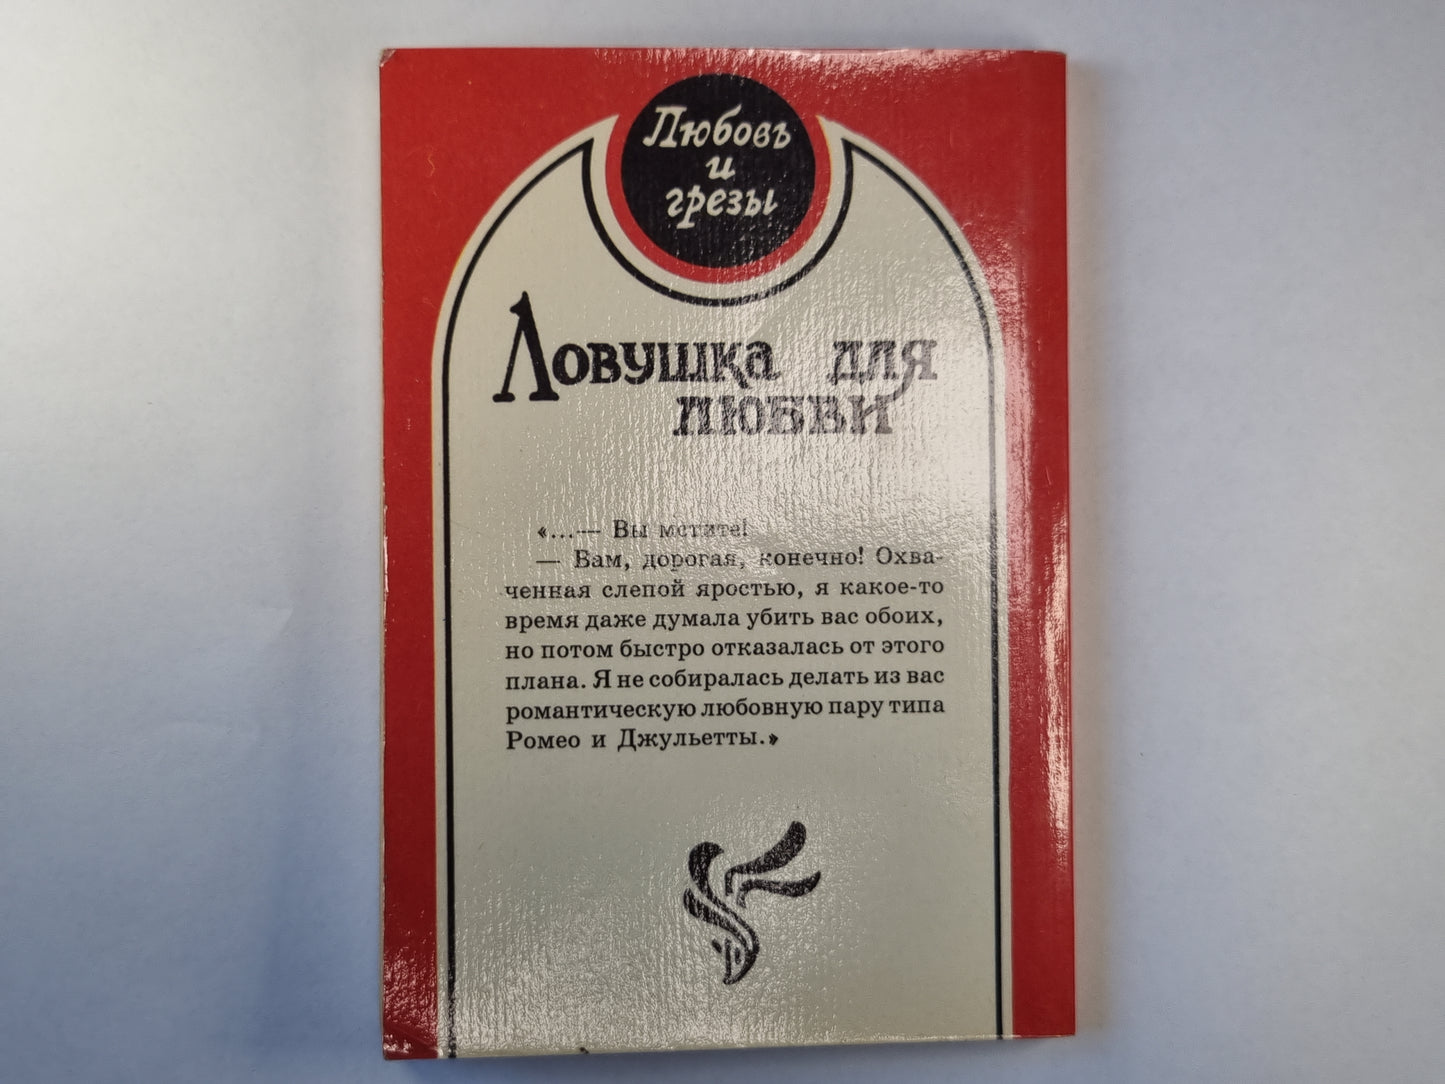 Любовь
и
грезы
Ловушка для
любви
«...— Вы мстите!
— Вам, дорогая, конечно! Охва-
ченная слепой яростью, я какое-то
время даже думала убить вас обоих,
но потом быстро отказалась от этого
плана. Я не собиралась делать из вас
романтическую любовную пару типа
Ромео и Джульетты.»